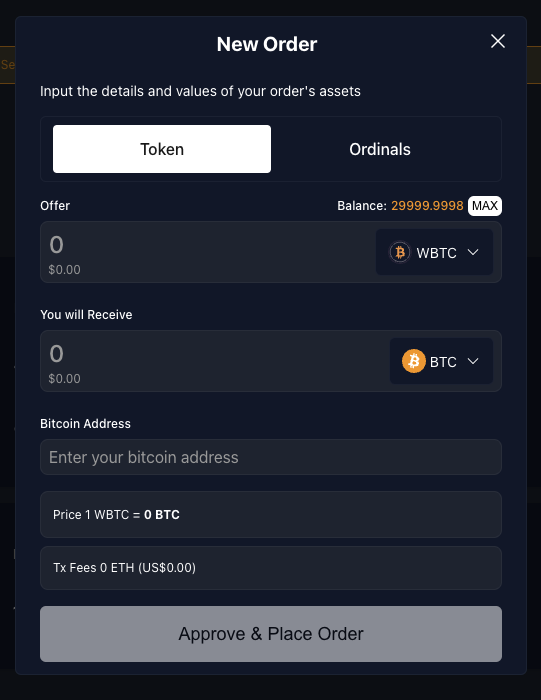 New Order
Input the details and values of your order's assets
Token
Ordinals
Offer
Balance: 29999.9998 MAX
0
$0.00
WBTC
You will Receive
0
$0.00
BTC
Bitcoin Address
Enter your bitcoin address
Price 1 WBTC = 0 BTC
Tx Fees 0 ETH (US$0.00)
Approve & Place Order
Se